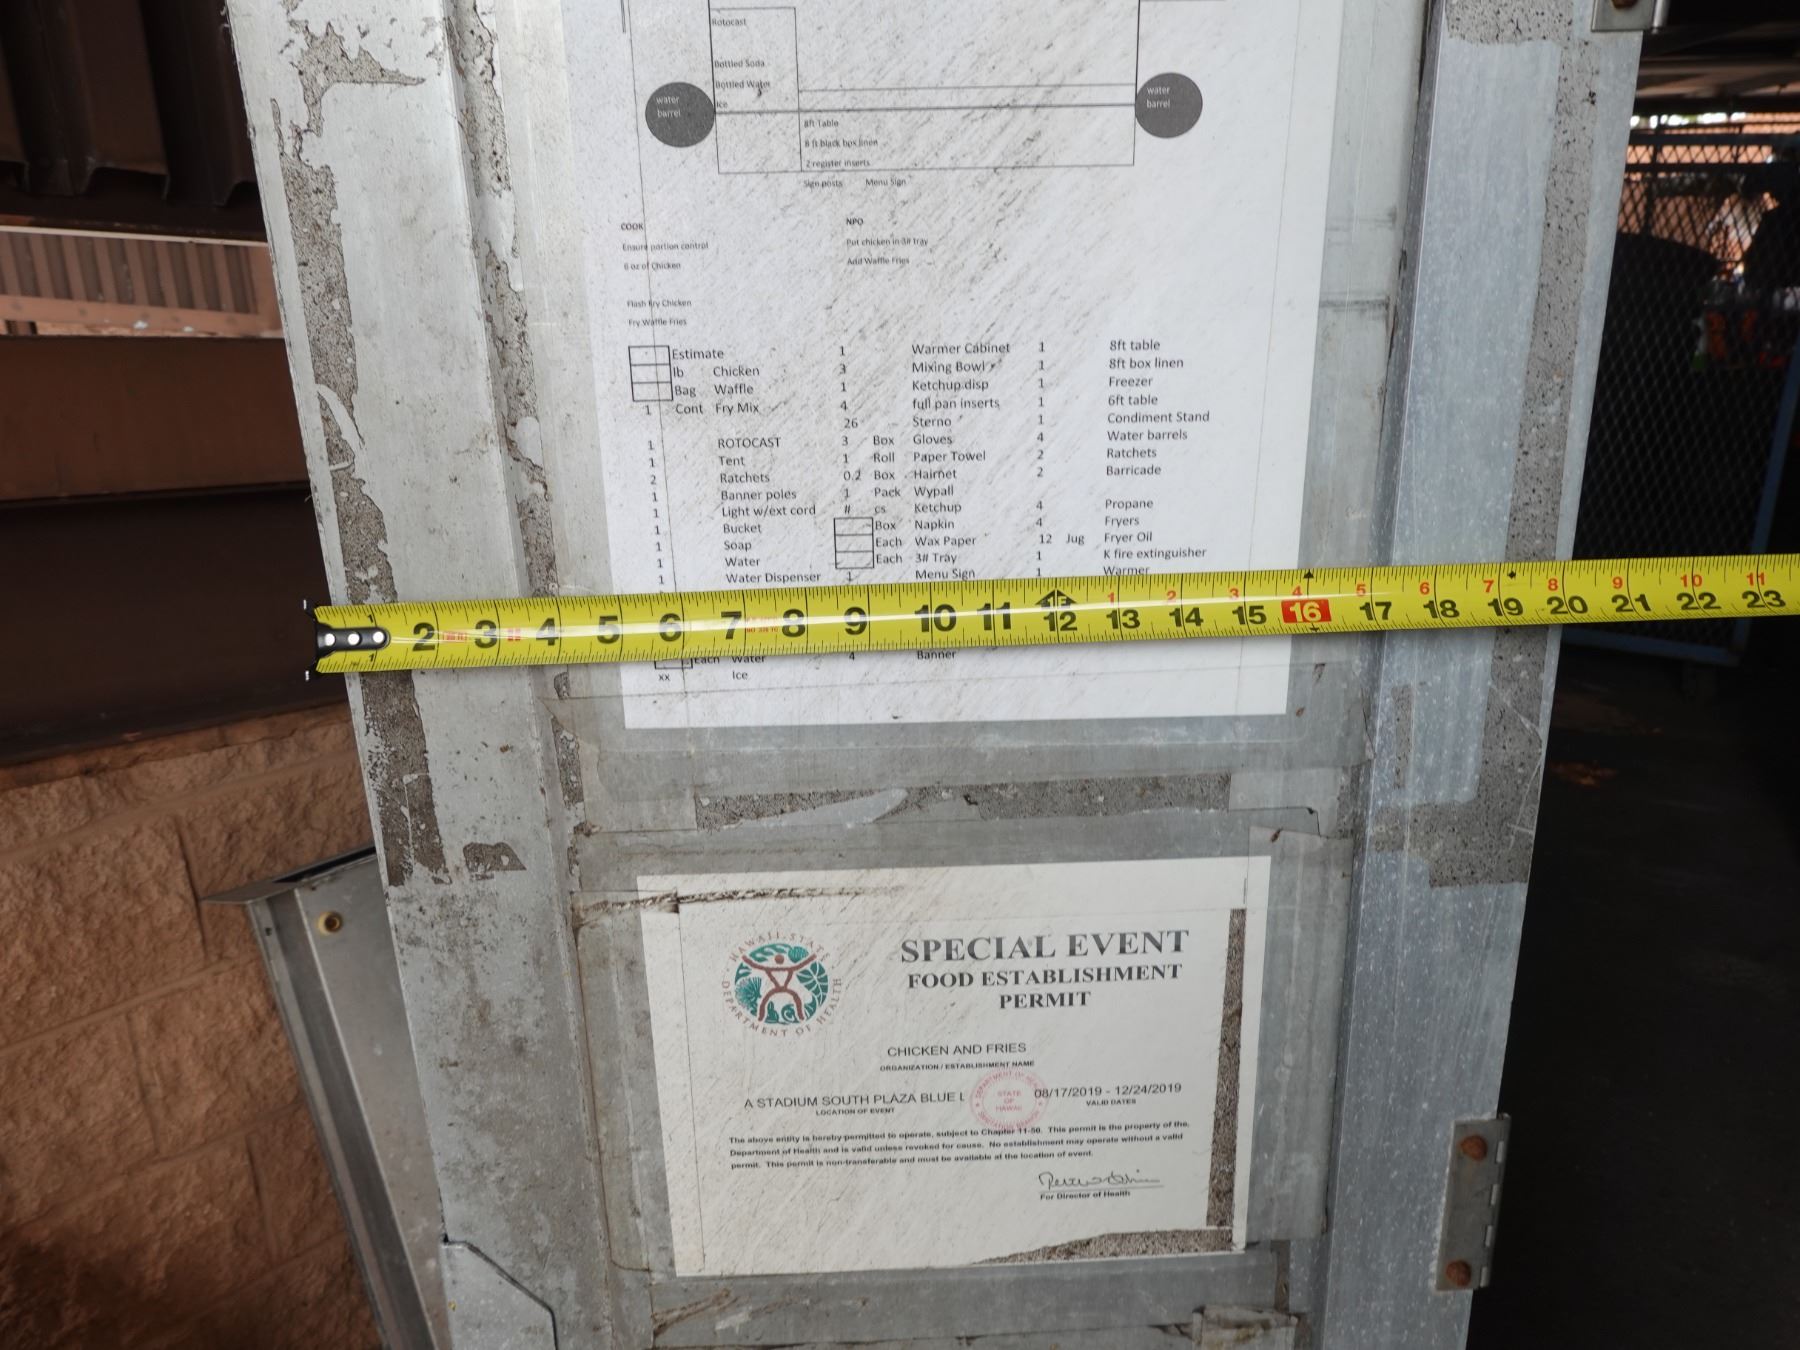 Rotocast
Bottled Soda
Bottled Water
Ice
water
barrel
water
barrel
8ft Table
8 ft black box linen
2 register inserts
Sign posts Menu Sign
COOK NPO
Ensure portion control Put chicken in 3# tray
6 oz of Chicken Add Waffle Fries
Flash Fry Chicken
Fry Waffle Fries
Estimate 1 Warmer Cabinet 1 8ft table
lb Chicken 3 Mixing Bowl 1 8ft box linen
Bag Waffle 1 Ketchup disp 1 Freezer
1 Cont Fry Mix 4 full pan inserts 1 6ft table
26 Sterno 1 Condiment Stand
1 ROTOCAST 3 Box Gloves 4 Water barrels
1 Tent 1 Roll Paper Towel 2 Ratchets
2 Ratchets 0.2 Box Hairnet 2 Barricade
1 Banner poles 1 Pack Wypall
1 Light w/ext cord # cs Ketchup 4 Propane
1 Bucket Box Napkin 4 Fryers
1 Soap Each Wax Paper 12 Jug Fryer Oil
1 Water Each 3# Tray 1 K fire extinguisher
1 Water Dispenser 1 Menu Sign 1 Warmer
1 2 3 4 5 6 7 8 9 10 11 12 13 14 15 16 17 18 19 20 21 22 23
1F 1 2 3 4 5 6 7 8 9 10 11
Each Water 4 Banner
xx Ice
HAWAII STATE
DEPARTMENT OF HEALTH
SPECIAL EVENT
FOOD ESTABLISHMENT
PERMIT
CHICKEN AND FRIES
ORGANIZATION / ESTABLISHMENT NAME
A STADIUM SOUTH PLAZA BLUE L
LOCATION OF EVENT
STATE
OF
HAWAII
08/17/2019 - 12/24/2019
VALID DATES
The above entity is hereby permitted to operate, subject to Chapter 11-50. This permit is the property of the
Department of Health and is valid unless revoked for cause. No establishment may operate without a valid
permit. This permit is non-transferable and must be available at the location of event.
For Director of Health